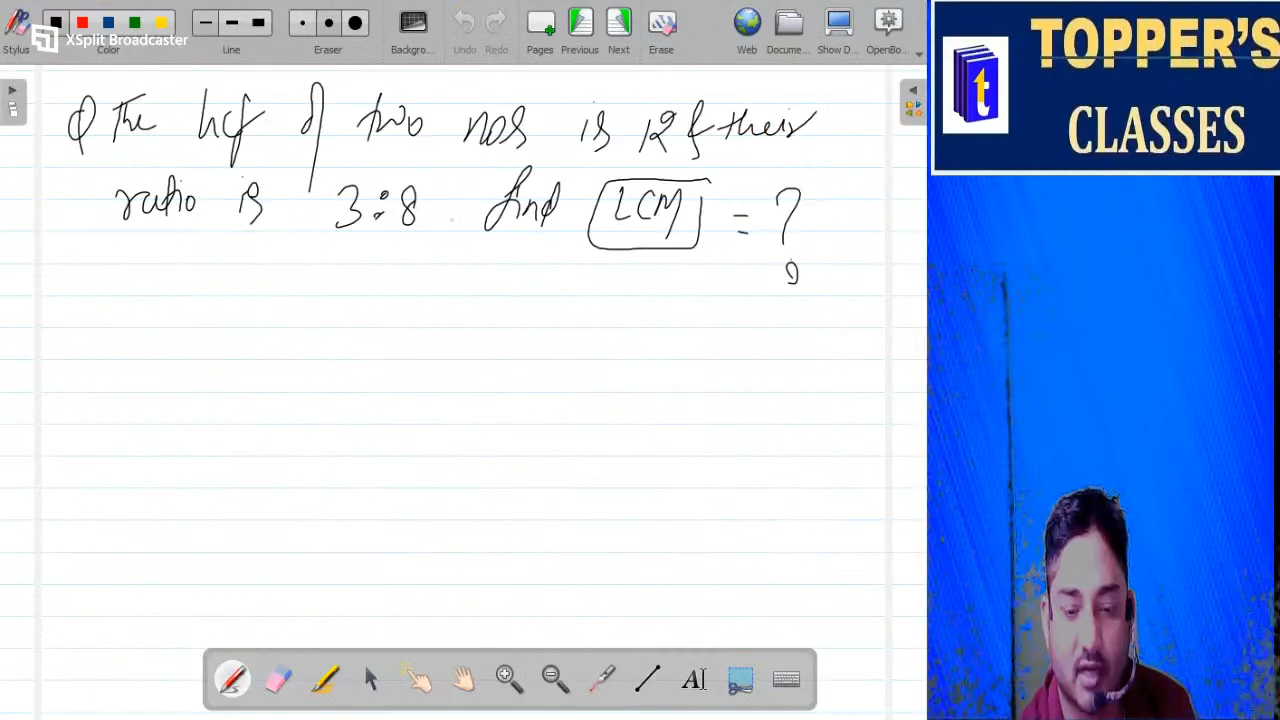 Stylus
Color
Line
Eraser
Backgro...
Undo
Redo
Pages
Previous
Next
Erase
Web
Docume...
Show D...
OpenBo...
XSplit Broadcaster
TOPPER'S
t
CLASSES
Q The hcf of two nos is 12 & their
ratio is 3:8. find LCM = ?
AI